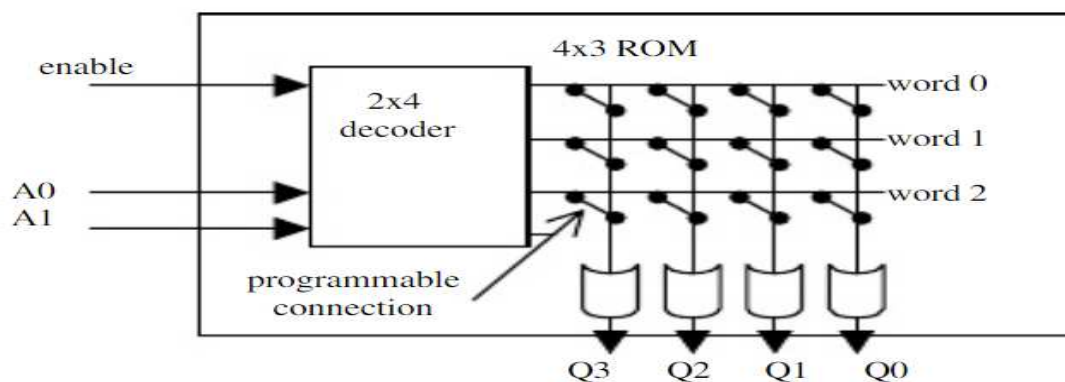 4x3 ROM
enable
word 0
2x4
decoder
word 1
A0
word 2
A1
programmable
connection
Q3 Q2 Q1 Q0